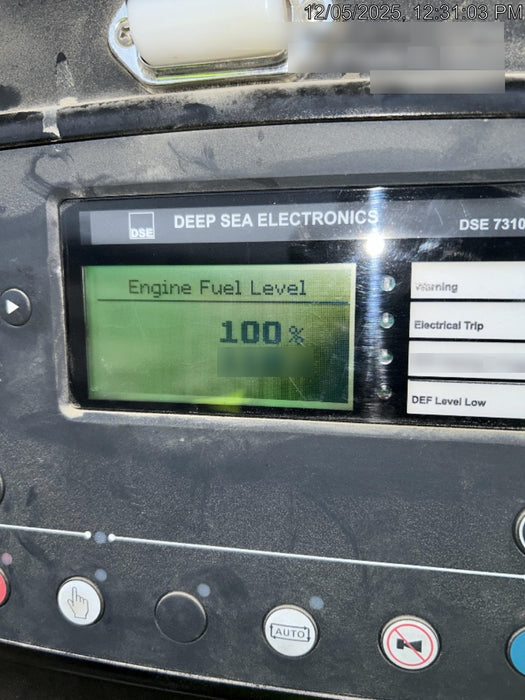 12/05/2025, 12:31:03 PM
DSE
DEEP SEA ELECTRONICS
DSE 7310
Engine Fuel Level
100 %
Warning
Electrical Trip
DEF Level Low
AUTO